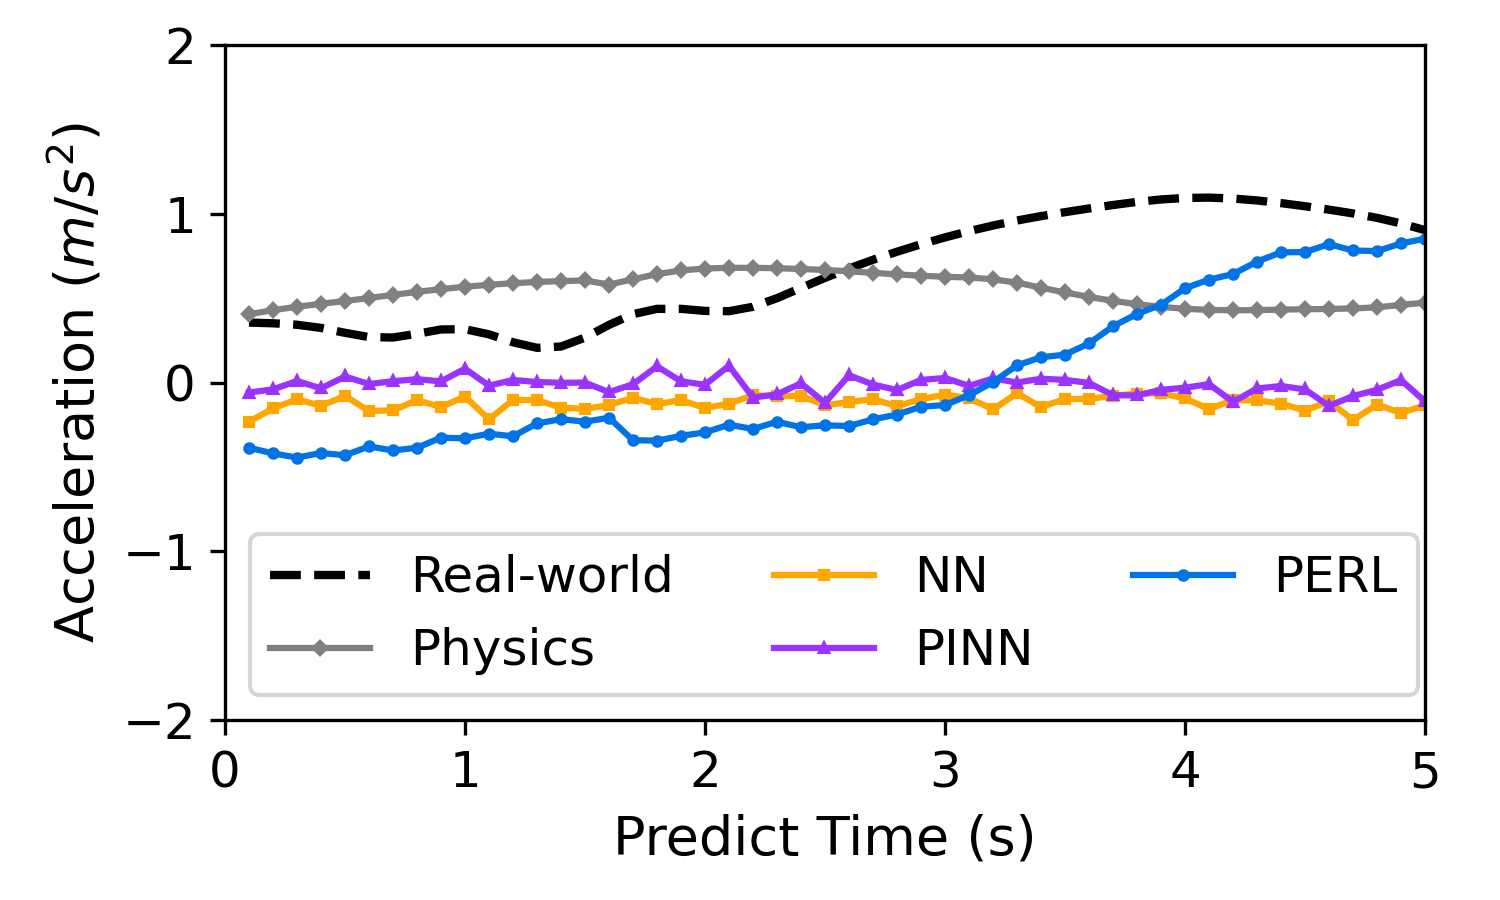 2
1
0
−1
−2
Acceleration (m/s²)
Real-world
NN
PERL
Physics
PINN
0 1 2 3 4 5
Predict Time (s)